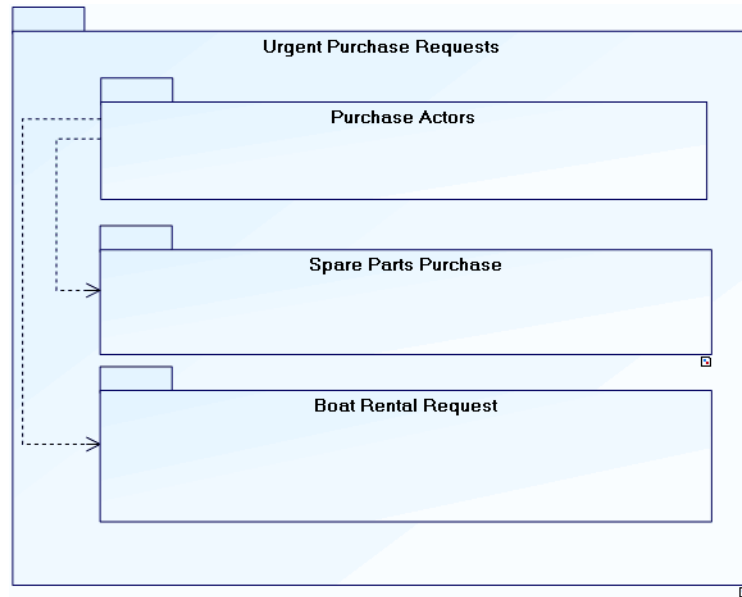 Urgent Purchase Requests
Purchase Actors
Spare Parts Purchase
Boat Rental Request